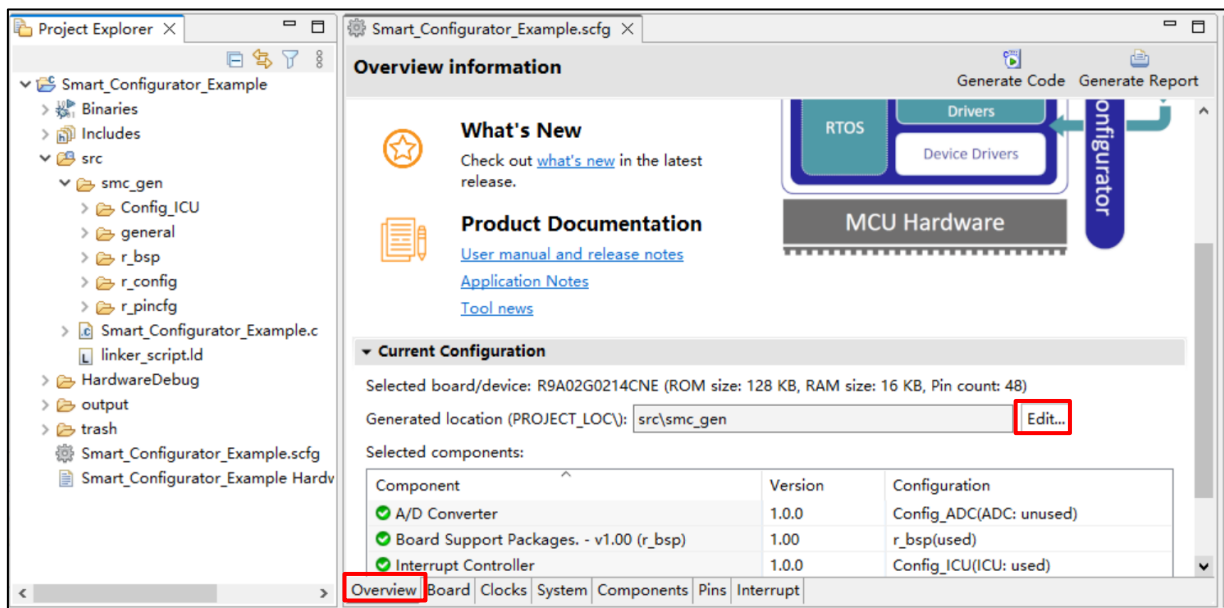 Project Explorer
Smart_Configurator_Example
Binaries
Includes
src
smc_gen
Config_ICU
general
r_bsp
r_config
r_pincfg
Smart_Configurator_Example.c
linker_script.ld
HardwareDebug
output
trash
Smart_Configurator_Example.scfg
Smart_Configurator_Example Hardw
Smart_Configurator_Example.scfg
Overview information
Generate Code
Generate Report
What's New
Check out what's new in the latest
release.
Product Documentation
User manual and release notes
Application Notes
Tool news
RTOS
Drivers
Device Drivers
MCU Hardware
onfigurator
Current Configuration
Selected board/device: R9A02G0214CNE (ROM size: 128 KB, RAM size: 16 KB, Pin count: 48)
Generated location (PROJECT_LOC\): src\smc_gen Edit...
Selected components:
Component Version Configuration
A/D Converter 1.0.0 Config_ADC(ADC: unused)
Board Support Packages. - v1.00 (r_bsp) 1.00 r_bsp(used)
Interrupt Controller 1.0.0 Config_ICU(ICU: used)
Overview Board Clocks System Components Pins Interrupt